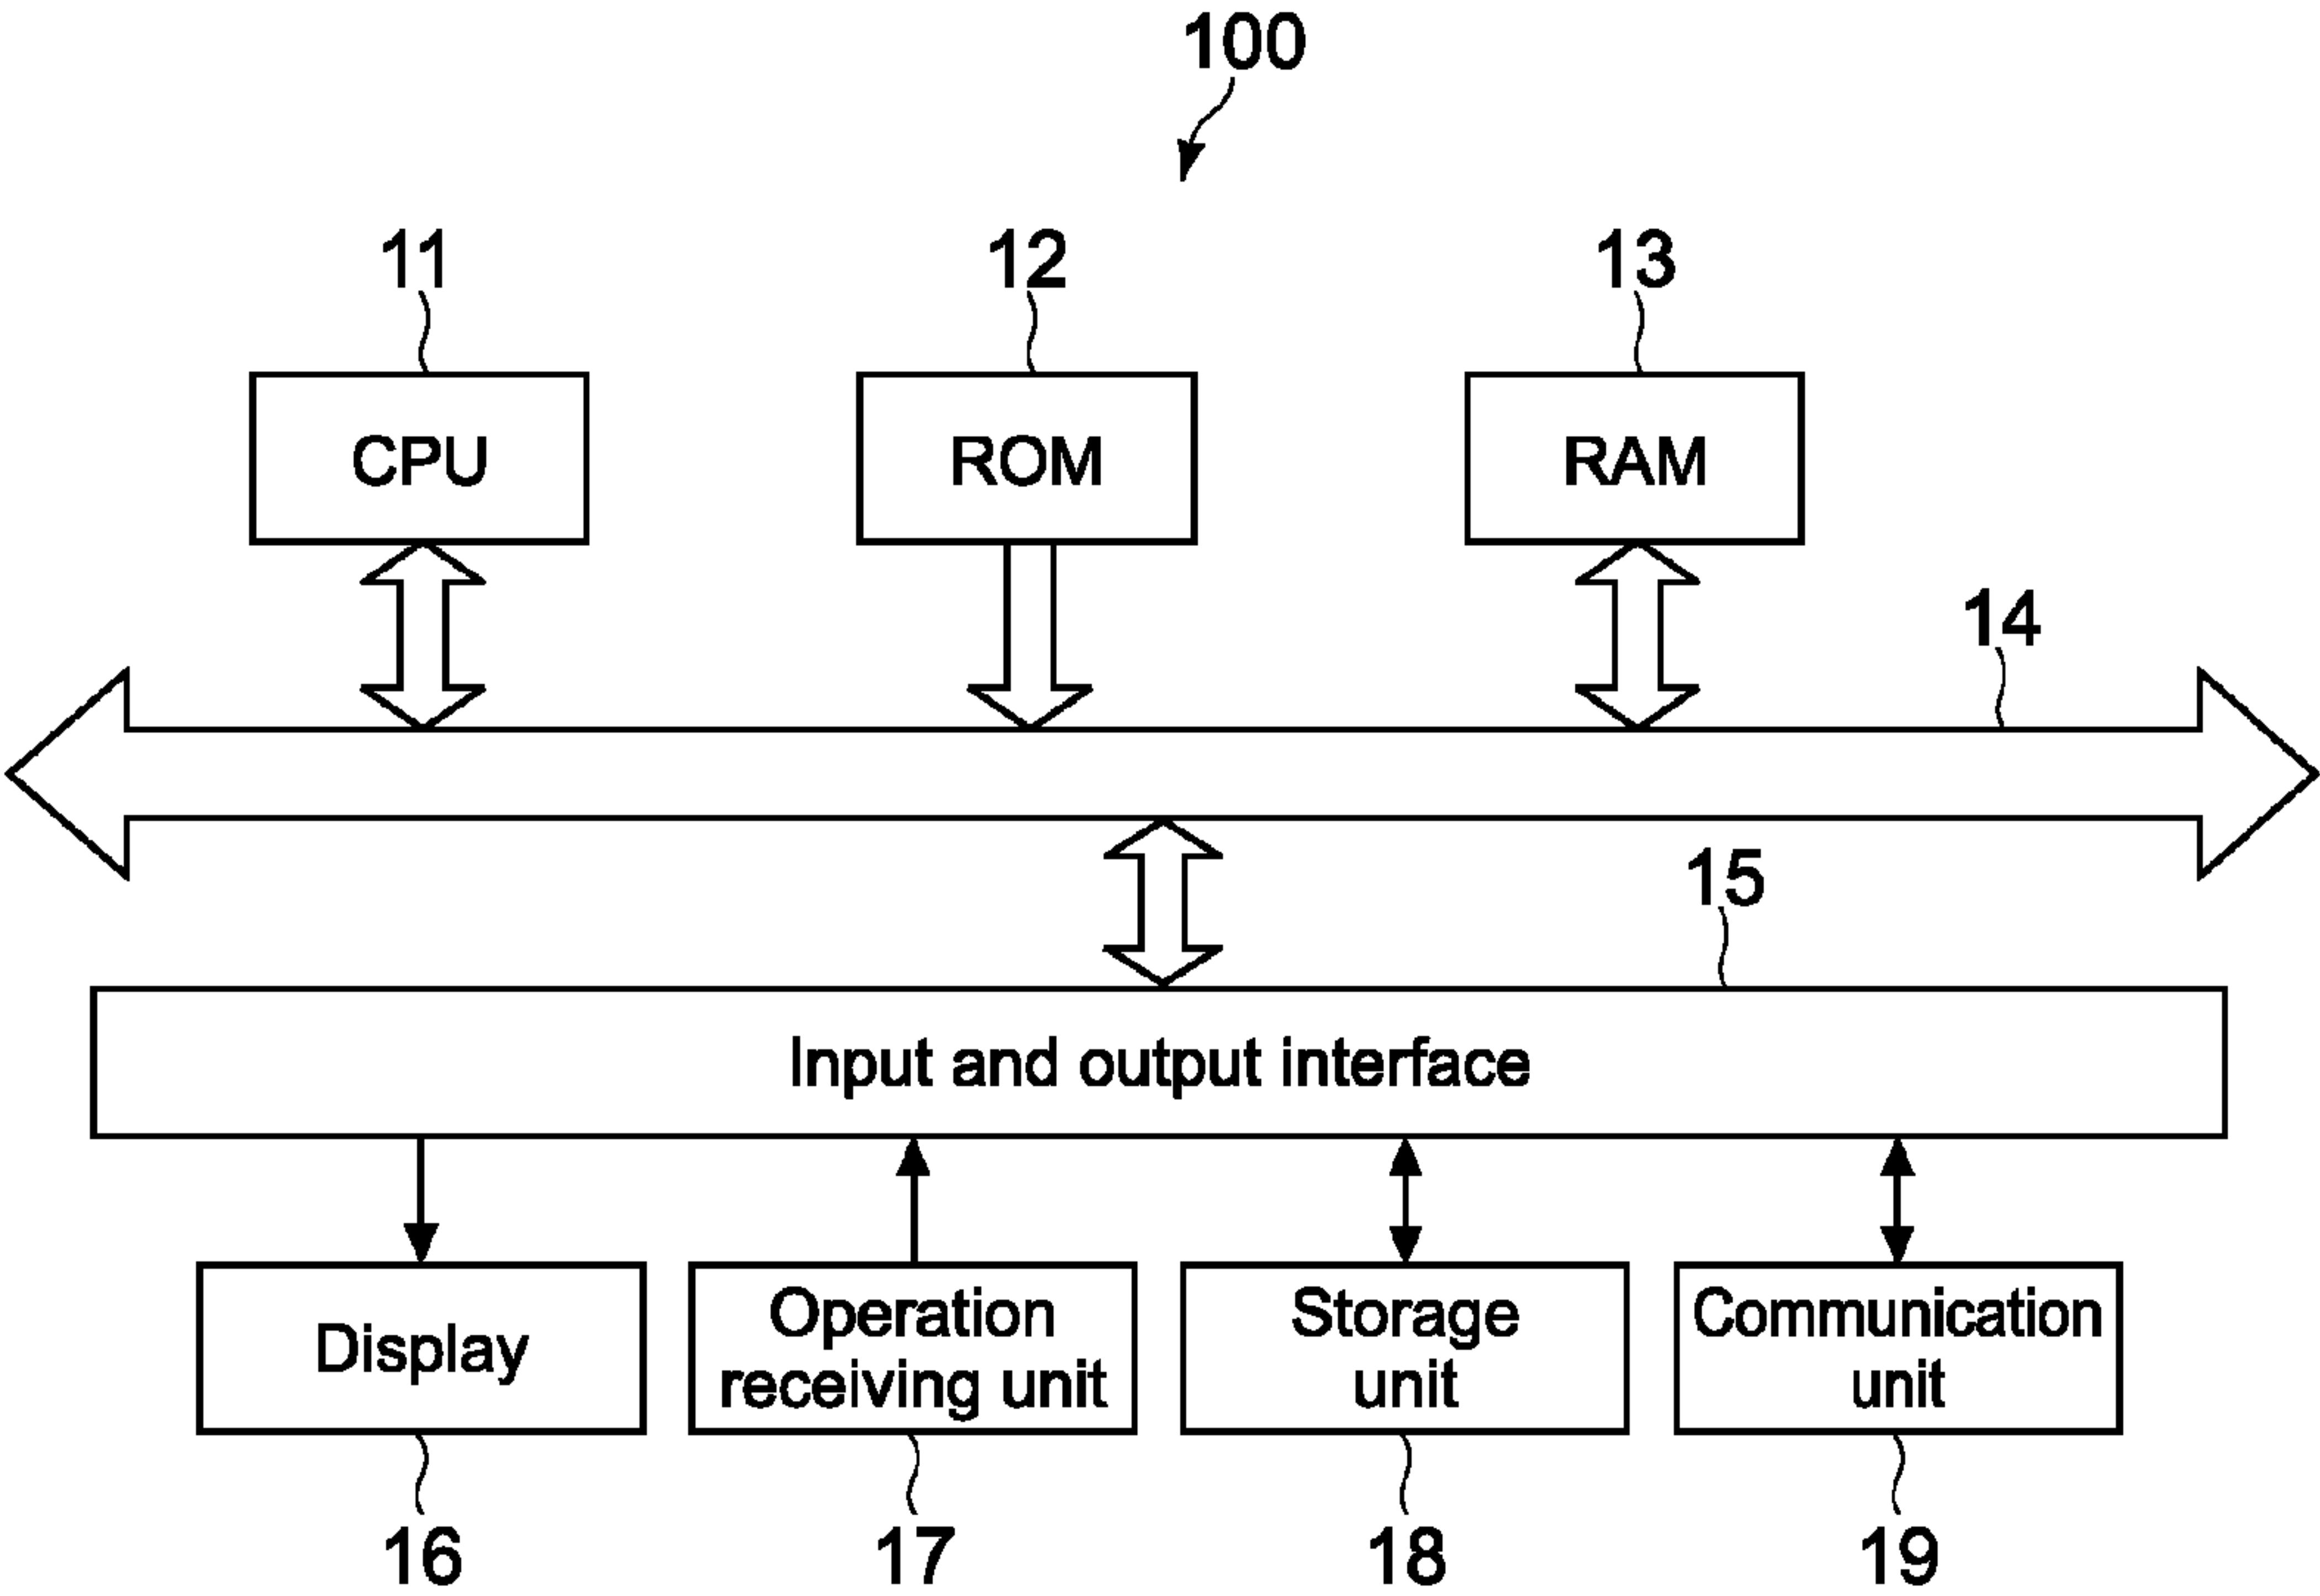 100
11
12
13
CPU
ROM
RAM
14
15
Input and output interface
Display
Operation
receiving unit
Storage
unit
Communication
unit
16
17
18
19